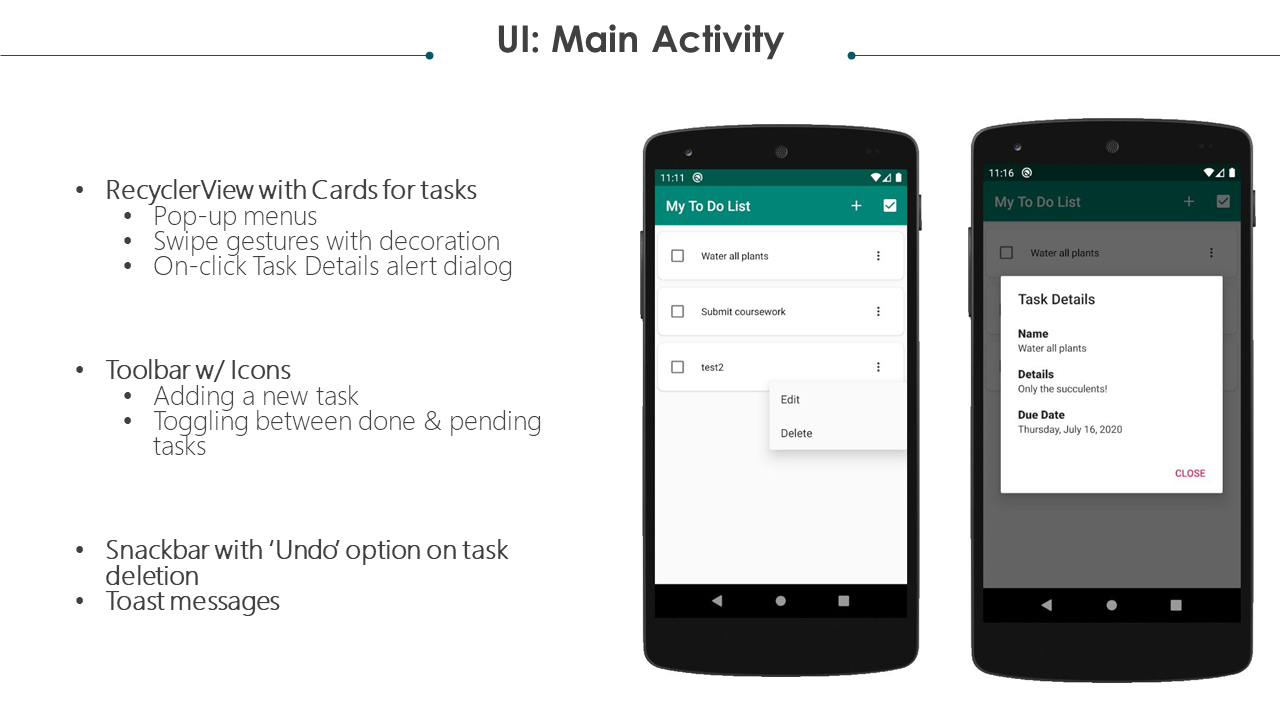 UI: Main Activity
• RecyclerView with Cards for tasks
• Pop-up menus
• Swipe gestures with decoration
• On-click Task Details alert dialog
• Toolbar w/ Icons
• Adding a new task
• Toggling between done & pending
tasks
• Snackbar with ‘Undo’ option on task
deletion
• Toast messages
11:11
My To Do List
Water all plants
Submit coursework
test2
Edit
Delete
11:16
My To Do List
Water all plants
Task Details
Name
Water all plants
Details
Only the succulents!
Due Date
Thursday, July 16, 2020
CLOSE